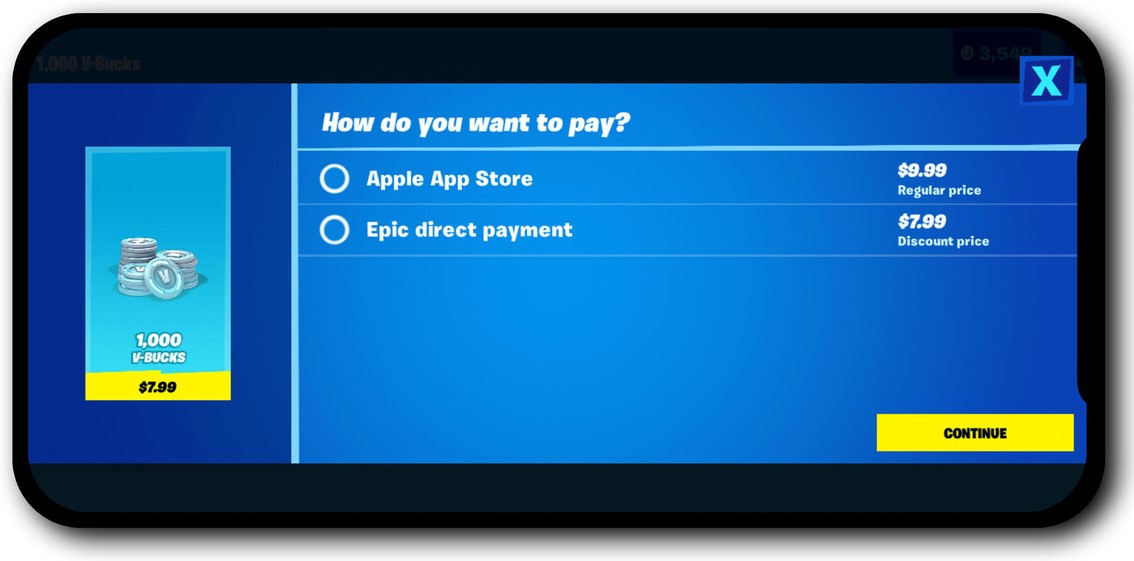 1,000 V-Bucks
3,549
X
How do you want to pay?
Apple App Store
$9.99
Regular price
Epic direct payment
$7.99
Discount price
1,000
V-BUCKS
$7.99
CONTINUE